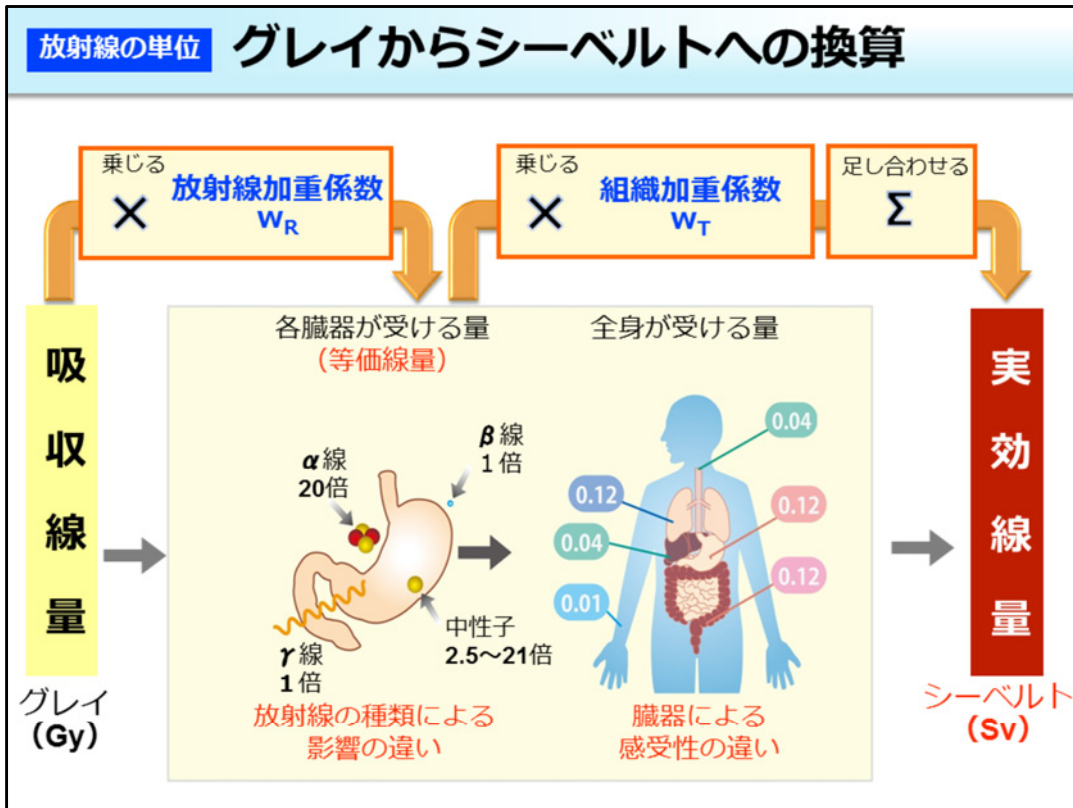 放射線の単位
グレイからシーベルトへの換算
乗じる
×
放射線加重係数
WR
乗じる
×
組織加重係数
WT
足し合わせる
Σ
吸収線量
グレイ
(Gy)
各臓器が受ける量
(等価線量)
α線
20倍
β線
1倍
γ線
1倍
中性子
2.5～21倍
放射線の種類による
影響の違い
全身が受ける量
0.04
0.12
0.12
0.04
0.12
0.01
臓器による
感受性の違い
実効線量
シーベルト
(Sv)